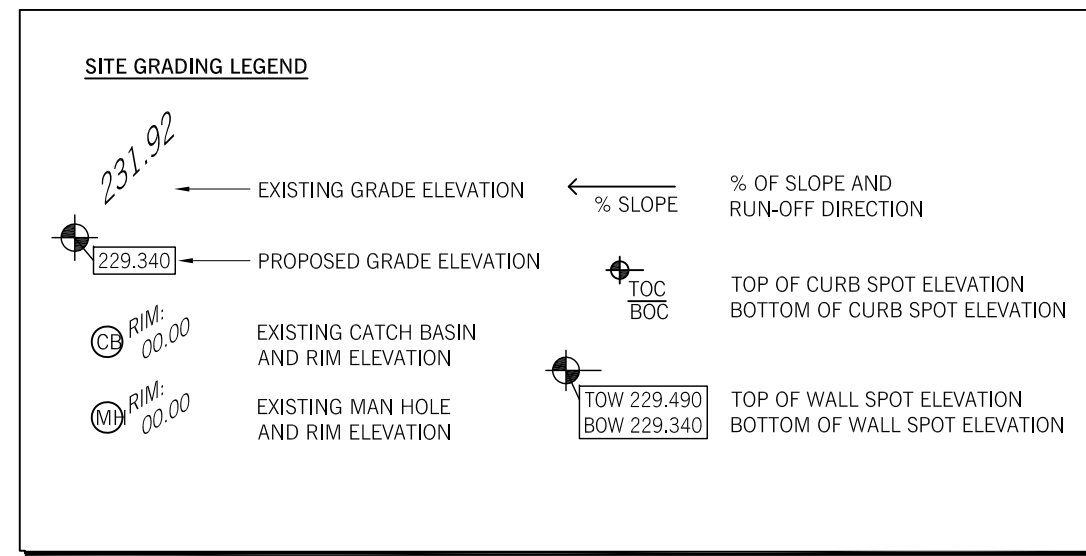 SITE GRADING LEGEND
231.92
EXISTING GRADE ELEVATION
229.340
PROPOSED GRADE ELEVATION
CB RIM:
00.00
EXISTING CATCH BASIN
AND RIM ELEVATION
MH RIM:
00.00
EXISTING MAN HOLE
AND RIM ELEVATION
% SLOPE
% OF SLOPE AND
RUN-OFF DIRECTION
TOC
BOC
TOP OF CURB SPOT ELEVATION
BOTTOM OF CURB SPOT ELEVATION
TOW 229.490
BOW 229.340
TOP OF WALL SPOT ELEVATION
BOTTOM OF WALL SPOT ELEVATION